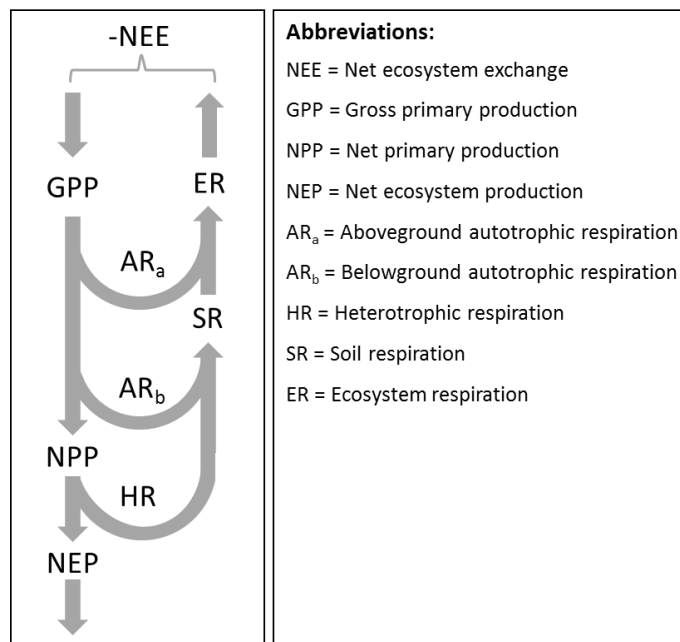 -NEE
GPP
ER
ARa
SR
ARb
NPP
HR
NEP
Abbreviations:
NEE = Net ecosystem exchange
GPP = Gross primary production
NPP = Net primary production
NEP = Net ecosystem production
ARa = Aboveground autotrophic respiration
ARb = Belowground autotrophic respiration
HR = Heterotrophic respiration
SR = Soil respiration
ER = Ecosystem respiration